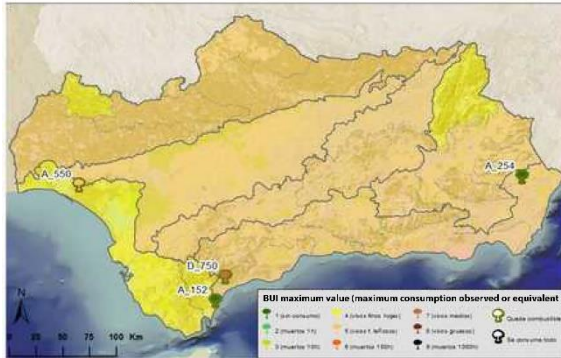 A_550
A_254
D_750
A_152
N
0 25 50 75 100 Km
BUI maximum value (maximum consumption observed or equivalent
1 (sin consumo) 4 (vivos finos hojas) 7 (vivos medios) Queda combustible
2 (muertos 1h) 5 (vivos f. leñosos) 8 (vivos gruesos) Se consume todo
3 (muertos 10h) 6 (muertos 100h) 9 (muertos 1000h)